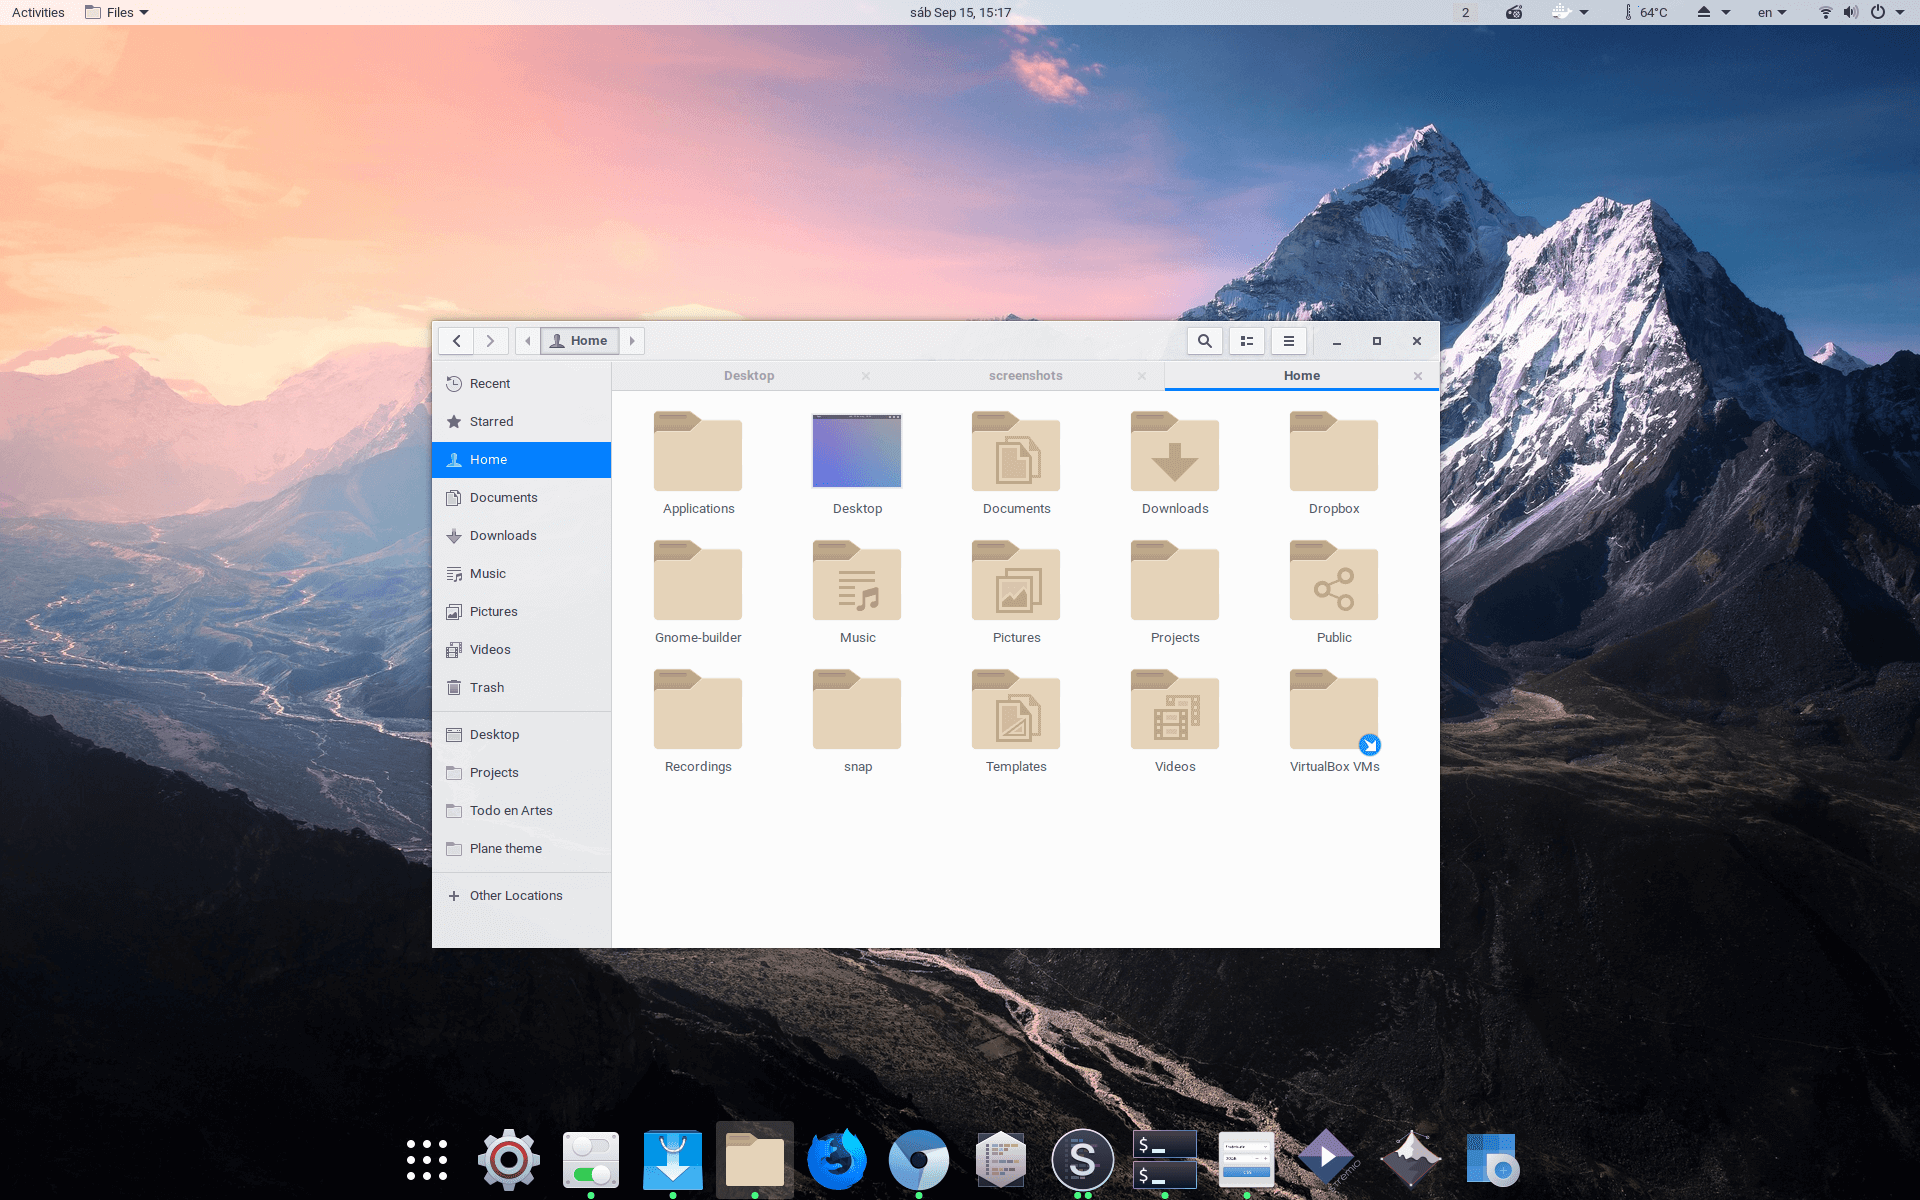 Activities Files sáb Sep 15, 15:17 2 64°C en
Home
Desktop screenshots Home
Recent
Starred
Home
Documents
Downloads
Music
Pictures
Videos
Trash
Desktop
Projects
Todo en Artes
Plane theme
Other Locations
Applications Desktop Documents Downloads Dropbox
Gnome-builder Music Pictures Projects Public
Recordings snap Templates Videos VirtualBox VMs
S
$ _
$ _